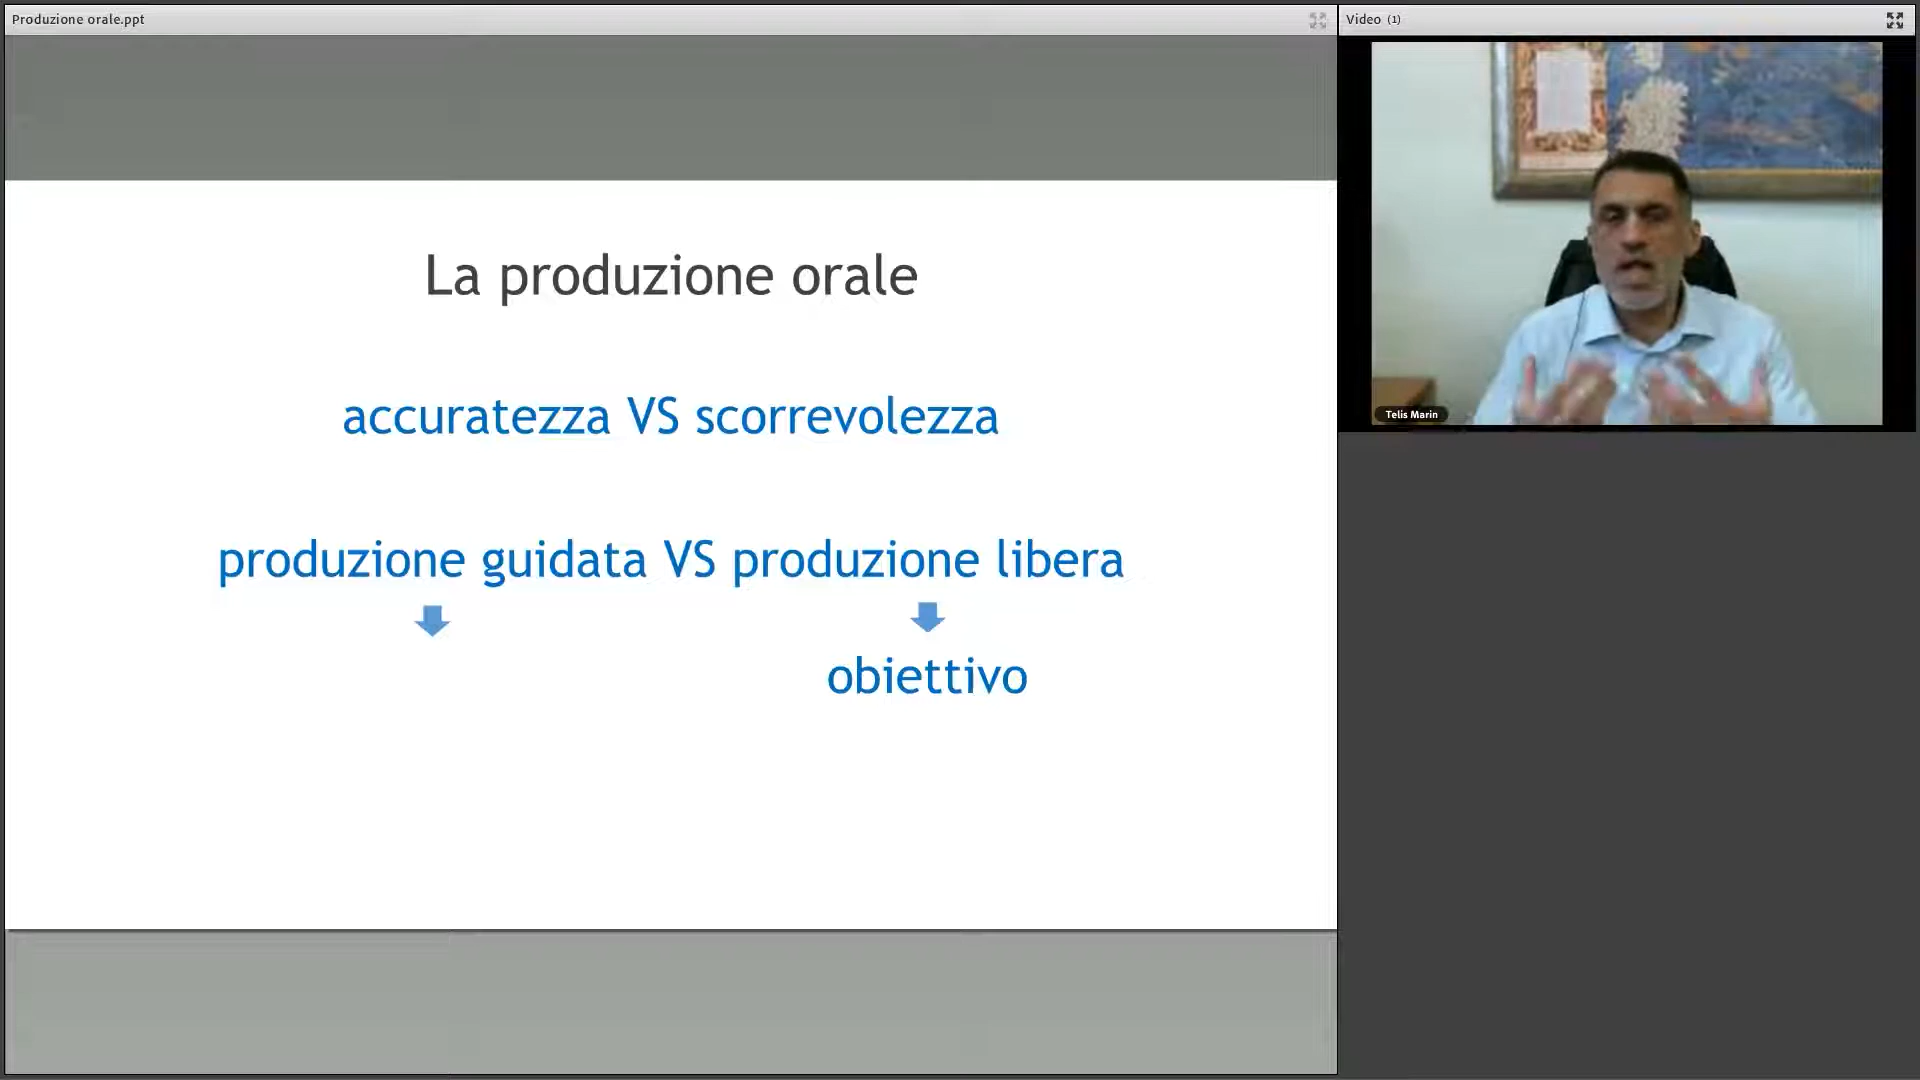 Produzione orale.ppt
Video (1)
La produzione orale
accuratezza VS scorrevolezza
produzione guidata VS produzione libera
obiettivo
Telis Marin